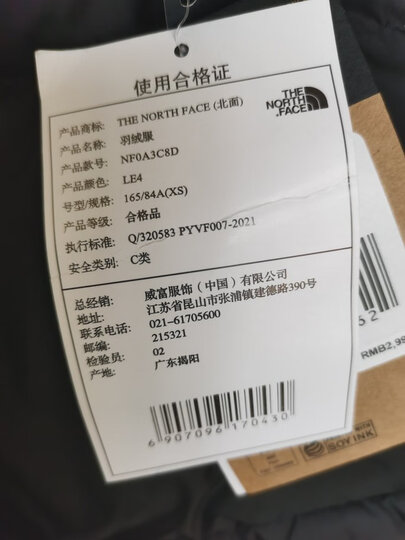 使用合格证
THE
NORTH
FACE
产品商标: THE NORTH FACE (北面)
产品名称: 羽绒服
产品款号: NF0A3C8D
产品颜色: LE4
号型/规格: 165/84A(XS)
产品等级: 合格品
执行标准: Q/320583 PYVF007-2021
安全类别: C类
总经销: 威富服饰（中国）有限公司
地址: 江苏省昆山市张浦镇建德路390号
联系电话: 021-61705600
邮编: 215321
检验员: 02
产地: 广东揭阳
6907096170430
RMB2,98
SOY INK